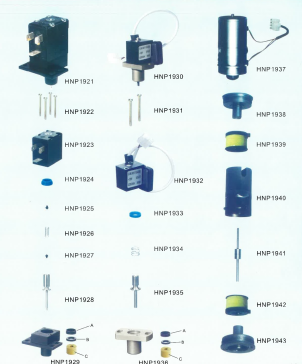 HNP1921
HNP1922
HNP1923
HNP1924
HNP1925
HNP1926
HNP1927
HNP1928
A
B
C
HNP1929
HNP1930
HNP1931
HNP1932
HNP1933
HNP1934
HNP1935
A
B
C
HNP1936
HNP1937
HNP1938
HNP1939
HNP1940
HNP1941
HNP1942
HNP1943